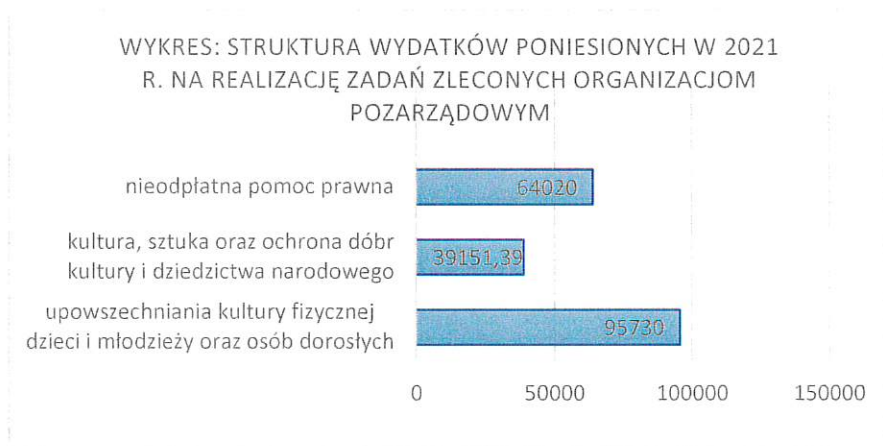 WYKRES: STRUKTURA WYDATKÓW PONIESIONYCH W 2021
R. NA REALIZACJĘ ZADAŃ ZLECONYCH ORGANIZACJOM
POZARZĄDOWYM
nieodpłatna pomoc prawna
64020
kultura, sztuka oraz ochrona dóbr
kultury i dziedzictwa narodowego
39151,39
upowszechniania kultury fizycznej
dzieci i młodzieży oraz osób dorosłych
95730
0 50000 100000 150000